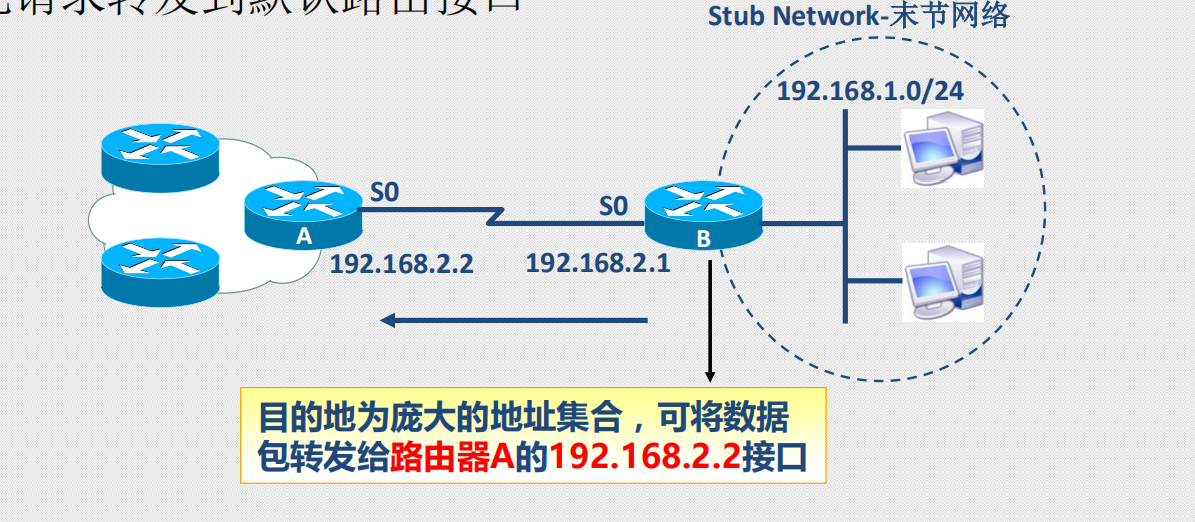 请求转发到默认路由接口
Stub Network-末节网络
192.168.1.0/24
S0
S0
A
B
192.168.2.2
192.168.2.1
目的地为庞大的地址集合，可将数据
包转发给路由器A的192.168.2.2接口